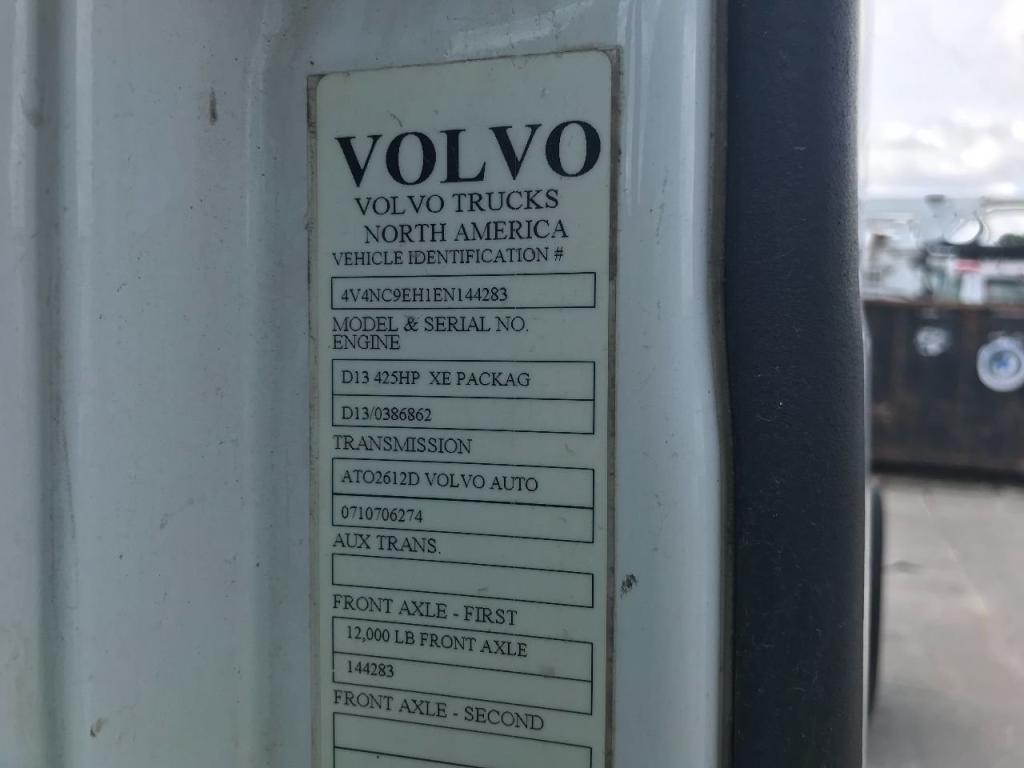 VOLVO
VOLVO TRUCKS
NORTH AMERICA
VEHICLE IDENTIFICATION #
4V4NC9EH1EN144283
MODEL & SERIAL NO.
ENGINE
D13 425HP XE PACKAG
D13/0386862
TRANSMISSION
ATO2612D VOLVO AUTO
0710706274
AUX TRANS.
FRONT AXLE - FIRST
12,000 LB FRONT AXLE
144283
FRONT AXLE - SECOND